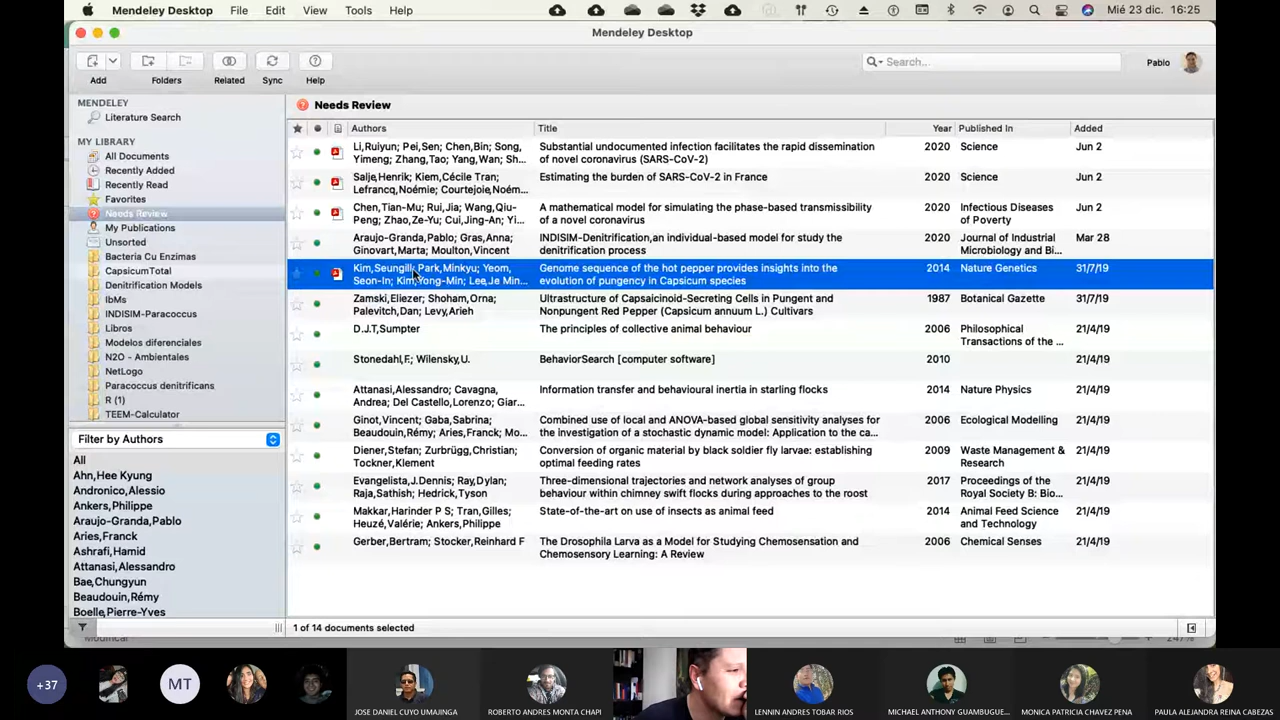 Mendeley Desktop File Edit View Tools Help Mié 23 dic. 16:25
Mendeley Desktop
Search... Pablo
Add Folders Related Sync Help
MENDELEY
Literature Search
MY LIBRARY
All Documents
Recently Added
Recently Read
Favorites
Needs Review
My Publications
Unsorted
Bacteria Cu Enzimas
CapsicumTotal
Denitrification Models
IbMs
INDISIM-Paracoccus
Libros
Modelos diferenciales
N2O - Ambientales
NetLogo
Paracoccus denitrificans
R (1)
TEEM-Calculator
Filter by Authors
All
Ahn,Hee Kyung
Andronico,Alessio
Ankers,Philippe
Araujo-Granda,Pablo
Aries,Franck
Ashrafi,Hamid
Attanasi,Alessandro
Bae,Chungyun
Beaudouin,Rémy
Boelle,Pierre-Yves
Needs Review
Authors Title Year Published In Added
Li,Ruiyun; Pei,Sen; Chen,Bin; Song, Substantial undocumented infection facilitates the rapid dissemination 2020 Science Jun 2
Yimeng; Zhang,Tao; Yang,Wan; Sh... of novel coronavirus (SARS-CoV-2)
Salje,Henrik; Kiem,Cécile Tran; Estimating the burden of SARS-CoV-2 in France 2020 Science Jun 2
Lefrancq,Noémie; Courtejoie,Noém...
Chen,Tian-Mu; Rui,Jia; Wang,Qiu- A mathematical model for simulating the phase-based transmissibility 2020 Infectious Diseases Jun 2
Peng; Zhao,Ze-Yu; Cui,Jing-An; Yi... of a novel coronavirus of Poverty
Araujo-Granda,Pablo; Gras,Anna; INDISIM-Denitrification,an individual-based model for study the 2020 Journal of Industrial Mar 28
Ginovart,Marta; Moulton,Vincent denitrification process Microbiology and Bi...
Kim,Seungill; Park,Minkyu; Yeom, Genome sequence of the hot pepper provides insights into the 2014 Nature Genetics 31/7/19
Seon-In; Kim,Yong-Min; Lee,Je Min... evolution of pungency in Capsicum species
Zamski,Eliezer; Shoham,Orna; Ultrastructure of Capsaicinoid-Secreting Cells in Pungent and 1987 Botanical Gazette 31/7/19
Palevitch,Dan; Levy,Arieh Nonpungent Red Pepper (Capsicum annuum L.) Cultivars
D.J.T,Sumpter The principles of collective animal behaviour 2006 Philosophical 21/4/19
Transactions of the ...
Stonedahl,F.; Wilensky,U. BehaviorSearch [computer software] 2010 21/4/19
Attanasi,Alessandro; Cavagna, Information transfer and behavioural inertia in starling flocks 2014 Nature Physics 21/4/19
Andrea; Del Castello,Lorenzo; Giar...
Ginot,Vincent; Gaba,Sabrina; Combined use of local and ANOVA-based global sensitivity analyses for 2006 Ecological Modelling 21/4/19
Beaudouin,Rémy; Aries,Franck; Mo... the investigation of a stochastic dynamic model: Application to the ca...
Diener,Stefan; Zurbrügg,Christian; Conversion of organic material by black soldier fly larvae: establishing 2009 Waste Management & 21/4/19
Tockner,Klement optimal feeding rates Research
Evangelista,J.Dennis; Ray,Dylan; Three-dimensional trajectories and network analyses of group 2017 Proceedings of the 21/4/19
Raja,Sathish; Hedrick,Tyson behaviour within chimney swift flocks during approaches to the roost Royal Society B: Bio...
Makkar,Harinder P S; Tran,Gilles; State-of-the-art on use of insects as animal feed 2014 Animal Feed Science 21/4/19
Heuzé,Valérie; Ankers,Philippe and Technology
Gerber,Bertram; Stocker,Reinhard F The Drosophila Larva as a Model for Studying Chemosensation and 2006 Chemical Senses 21/4/19
Chemosensory Learning: A Review
1 of 14 documents selected
247%
+37 MT
JOSE DANIEL CUYO UMAJINGA ROBERTO ANDRES MONTA CHAPI LENNIN ANDRES TOBAR RIOS MICHAEL ANTHONY GUAMBUGUE... MONICA PATRICIA CHAVEZ PENA PAULA ALEJANDRA REINA CABEZAS